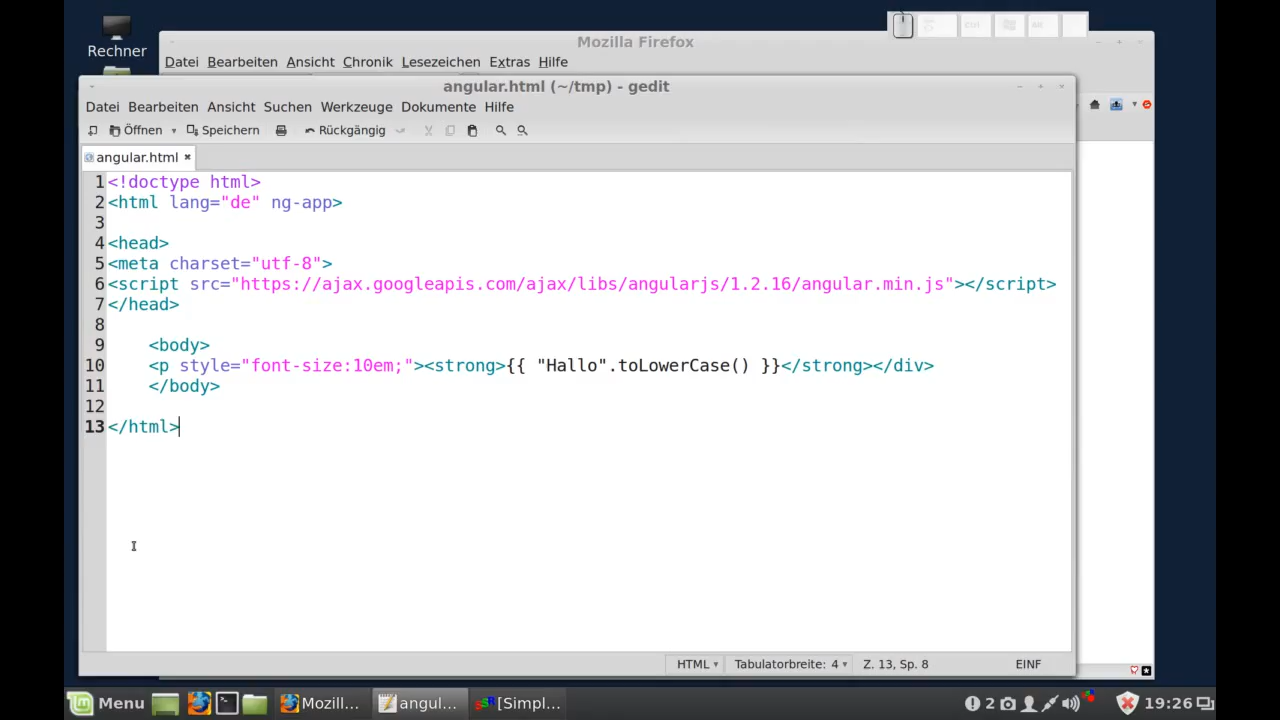 Rechner
Mozilla Firefox
Datei Bearbeiten Ansicht Chronik Lesezeichen Extras Hilfe
angular.html (~/tmp) - gedit
Datei Bearbeiten Ansicht Suchen Werkzeuge Dokumente Hilfe
Öffnen Speichern Rückgängig
angular.html
1 <!doctype html>
2 <html lang="de" ng-app>
3
4 <head>
5 <meta charset="utf-8">
6 <script src="https://ajax.googleapis.com/ajax/libs/angularjs/1.2.16/angular.min.js"></script>
7 </head>
8
9 <body>
10 <p style="font-size:10em;"><strong>{{ "Hallo".toLowerCase() }}</strong></div>
11 </body>
12
13 </html>
HTML Tabulatorbreite: 4 Z. 13, Sp. 8 EINF
Menu Mozill... angul... [Simpl... 2 19:26